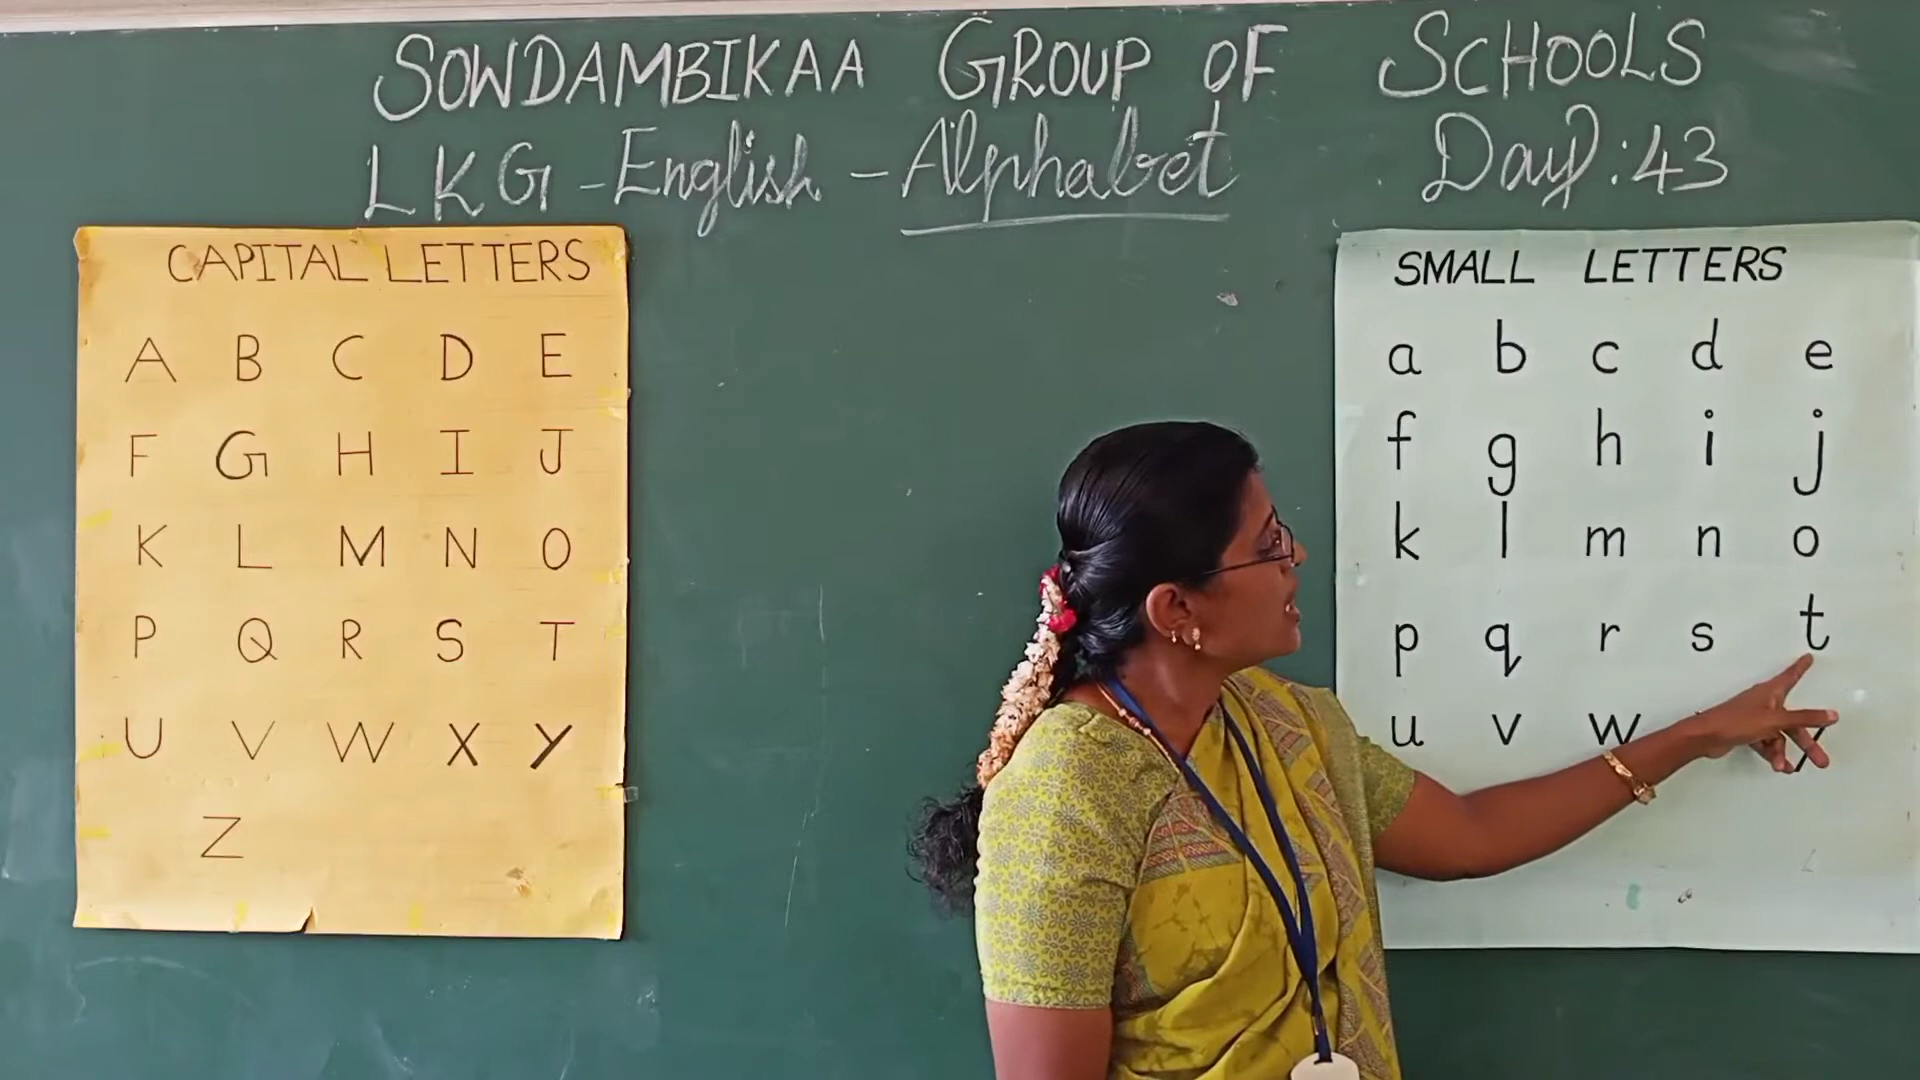 SOWDAMBIKAA GROUP OF SCHOOLS
LKG - English - Alphabet Day: 43
CAPITAL LETTERS
A B C D E
F G H I J
K L M N O
P Q R S T
U V W X Y
Z
SMALL LETTERS
a b c d e
f g h i j
k l m n o
p q r s t
u v w y